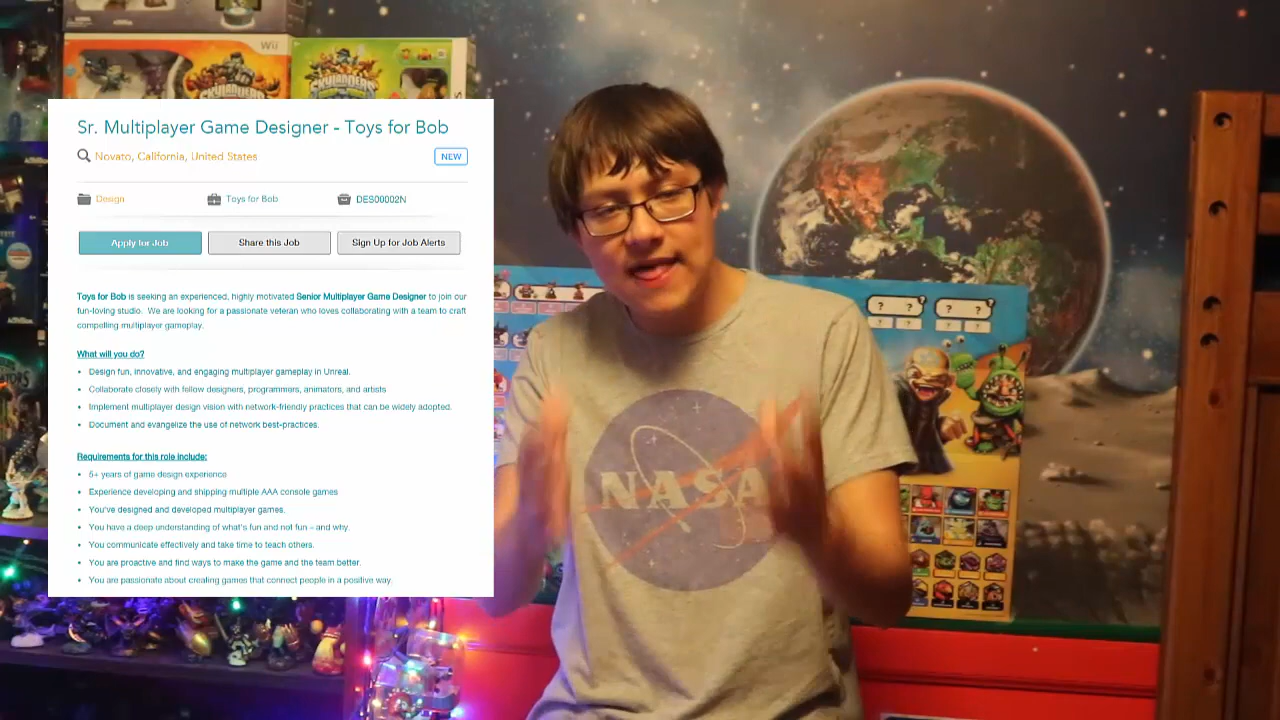 Wii
SKYLANDERS
SKYLANDERS
Sr. Multiplayer Game Designer - Toys for Bob
Novato, California, United States
NEW
Design
Toys for Bob
DES00002N
Apply for Job
Share this Job
Sign Up for Job Alerts
Toys for Bob is seeking an experienced, highly motivated Senior Multiplayer Game Designer to join our
fun-loving studio. We are looking for a passionate veteran who loves collaborating with a team to craft
compelling multiplayer gameplay.
What will you do?
• Design fun, innovative, and engaging multiplayer gameplay in Unreal.
• Collaborate closely with fellow designers, programmers, animators, and artists
• Implement multiplayer design vision with network-friendly practices that can be widely adopted.
• Document and evangelize the use of network best-practices.
Requirements for this role include:
• 5+ years of game design experience
• Experience developing and shipping multiple AAA console games
• You've designed and developed multiplayer games.
• You have a deep understanding of what's fun and not fun – and why.
• You communicate effectively and take time to teach others.
• You are proactive and find ways to make the game and the team better.
• You are passionate about creating games that connect people in a positive way.
NASA
? ?
? ?
? ?
? ?